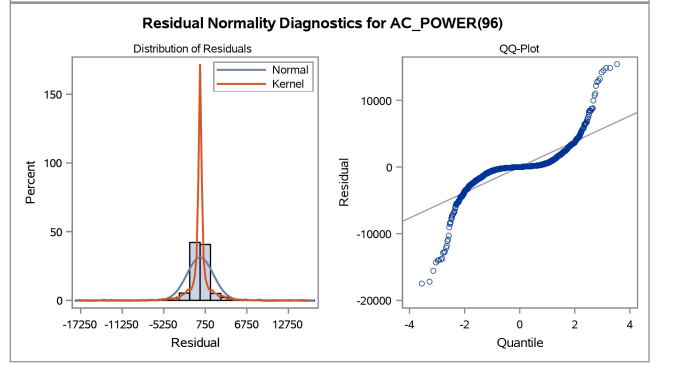 Residual Normality Diagnostics for AC_POWER(96)
Distribution of Residuals
Normal
Kernel
Percent
150
100
50
0
-17250 -11250 -5250 750 6750 12750
Residual
QQ-Plot
Residual
10000
0
-10000
-20000
-4 -2 0 2 4
Quantile